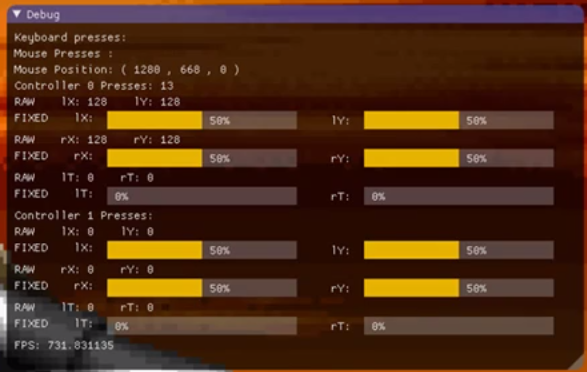 ▼ Debug
Keyboard presses:
Mouse Presses :
Mouse Position: ( 1280 , 668 , 0 )
Controller 0 Presses: 13
RAW lX: 128 lY: 128
FIXED lX: 50% lY: 50%
RAW rX: 128 rY: 128
FIXED rX: 50% rY: 50%
RAW lT: 0 rT: 0
FIXED lT: 0% rT: 0%
Controller 1 Presses:
RAW lX: 0 lY: 0
FIXED lX: 50% lY: 50%
RAW rX: 0 rY: 0
FIXED rX: 50% rY: 50%
RAW lT: 0 rT: 0
FIXED lT: 0% rT: 0%
FPS: 731.831135